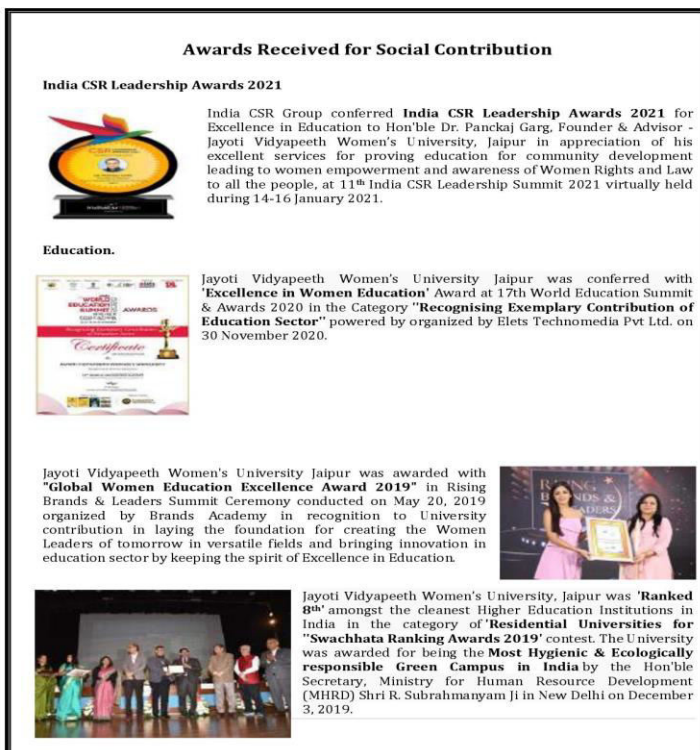 Awards Received for Social Contribution
India CSR Leadership Awards 2021
India CSR Group conferred India CSR Leadership Awards 2021 for
Excellence in Education to Hon'ble Dr. Panckaj Garg, Founder & Advisor -
Jayoti Vidyapeeth Women's University, Jaipur in appreciation of his
excellent services for proving education for community development
leading to women empowerment and awareness of Women Rights and Law
to all the people, at 11th India CSR Leadership Summit 2021 virtually held
during 14-16 January 2021.
Education.
WORLD
EDUCATION
SUMMIT
AWARDS
Certificate
Jayoti Vidyapeeth Women's University Jaipur was conferred with
'Excellence in Women Education' Award at 17th World Education Summit
& Awards 2020 in the Category "Recognising Exemplary Contribution of
Education Sector" powered by organized by Elets Technomedia Pvt Ltd. on
30 November 2020.
Jayoti Vidyapeeth Women's University Jaipur was awarded with
"Global Women Education Excellence Award 2019" in Rising
Brands & Leaders Summit Ceremony conducted on May 20, 2019
organized by Brands Academy in recognition to University
contribution in laying the foundation for creating the Women
Leaders of tomorrow in versatile fields and bringing innovation in
education sector by keeping the spirit of Excellence in Education.
RISING
BRANDS &
LEADERS
Jayoti Vidyapeeth Women's University, Jaipur was 'Ranked
8th' amongst the cleanest Higher Education Institutions in
India in the category of 'Residential Universities for
"Swachhata Ranking Awards 2019' contest. The University
was awarded for being the Most Hygienic & Ecologically
responsible Green Campus in India by the Hon'ble
Secretary, Ministry for Human Resource Development
(MHRD) Shri R. Subrahmanyam Ji in New Delhi on December
3, 2019.